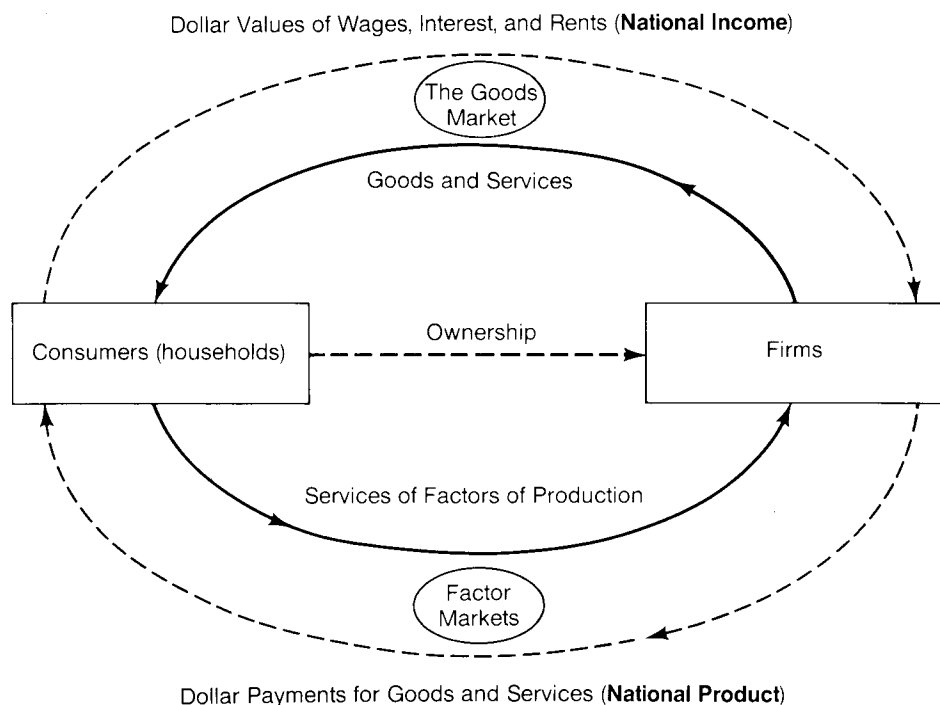 Dollar Values of Wages, Interest, and Rents (National Income)
The Goods
Market
Goods and Services
Ownership
Consumers (households)
Firms
Services of Factors of Production
Factor
Markets
Dollar Payments for Goods and Services (National Product)